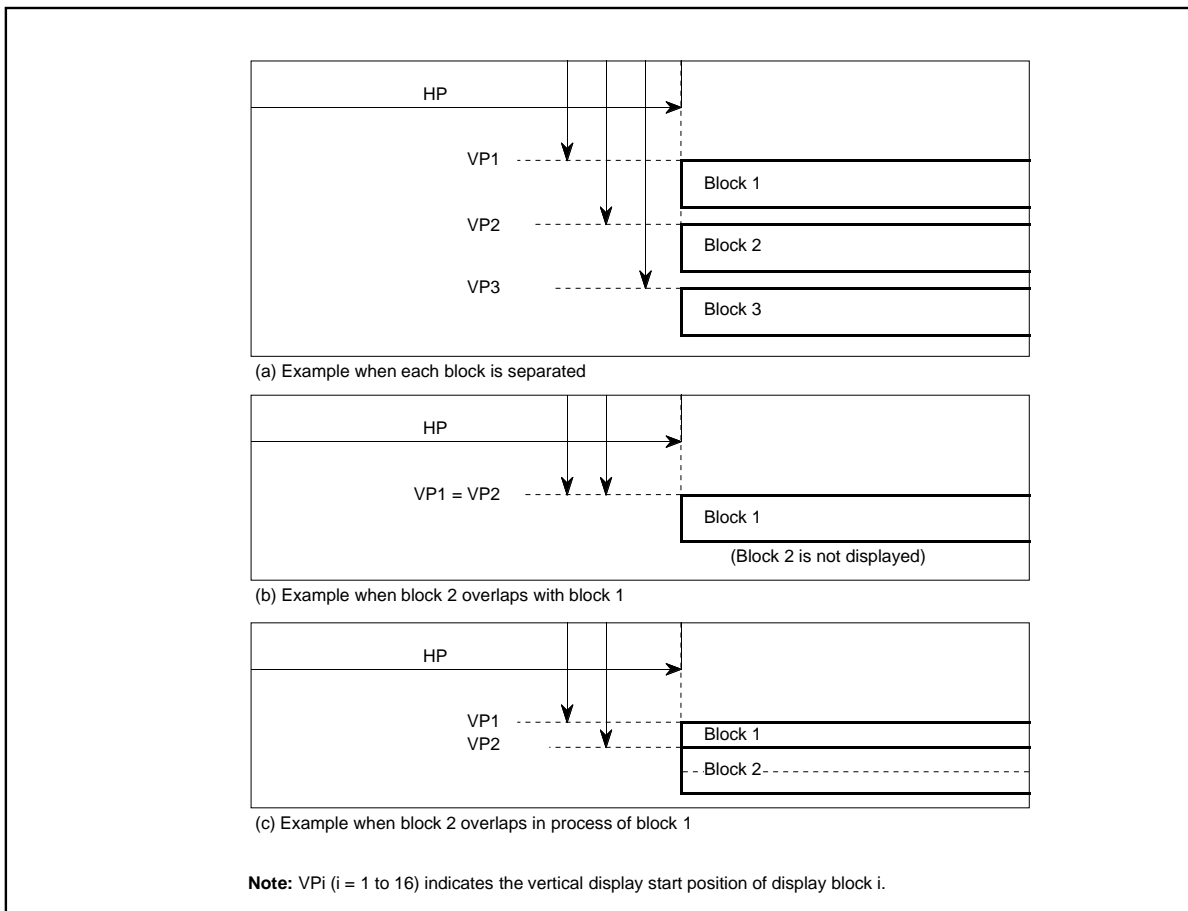 HP
VP1
Block 1
VP2
Block 2
VP3
Block 3
(a) Example when each block is separated
HP
VP1 = VP2
Block 1
(Block 2 is not displayed)
(b) Example when block 2 overlaps with block 1
HP
VP1
Block 1
VP2
Block 2
(c) Example when block 2 overlaps in process of block 1
Note: VPi (i = 1 to 16) indicates the vertical display start position of display block i.